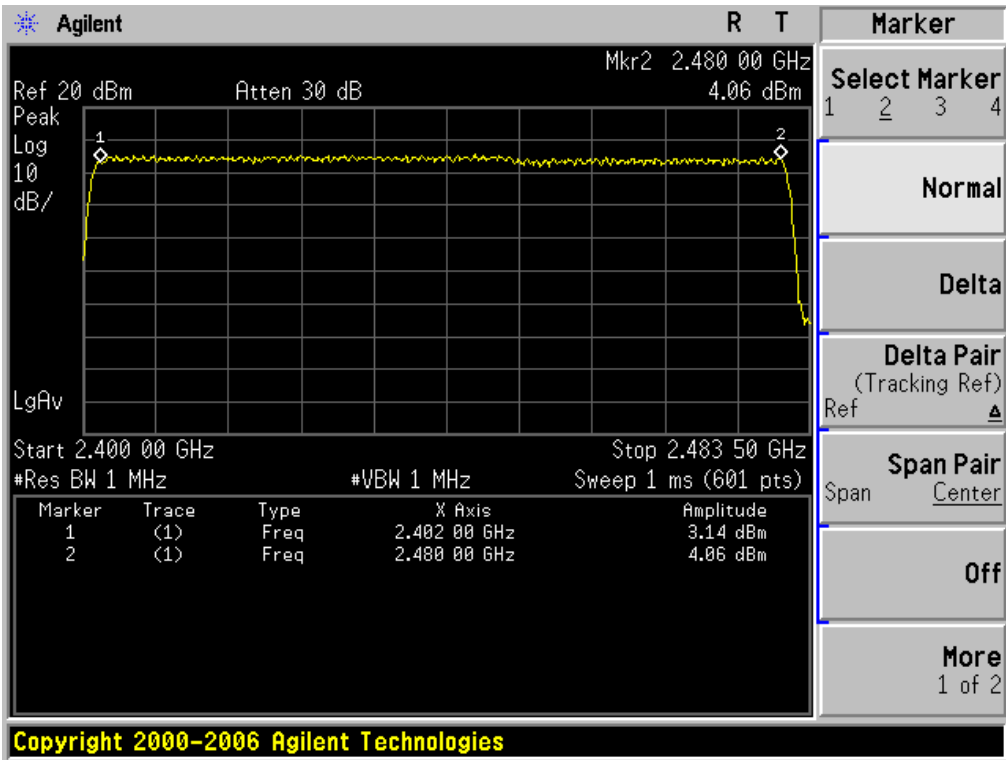 Agilent R T
Mkr2 2.480 00 GHz
Ref 20 dBm Atten 30 dB 4.06 dBm
Peak
Log
10
dB/
1
2
LgAv
Start 2.400 00 GHz Stop 2.483 50 GHz
#Res BW 1 MHz #VBW 1 MHz Sweep 1 ms (601 pts)
Marker Trace Type X Axis Amplitude
1 (1) Freq 2.402 00 GHz 3.14 dBm
2 (1) Freq 2.480 00 GHz 4.06 dBm
Marker
Select Marker
1 2 3 4
Normal
Delta
Delta Pair
(Tracking Ref)
Ref Δ
Span Pair
Span Center
Off
More
1 of 2
Copyright 2000-2006 Agilent Technologies